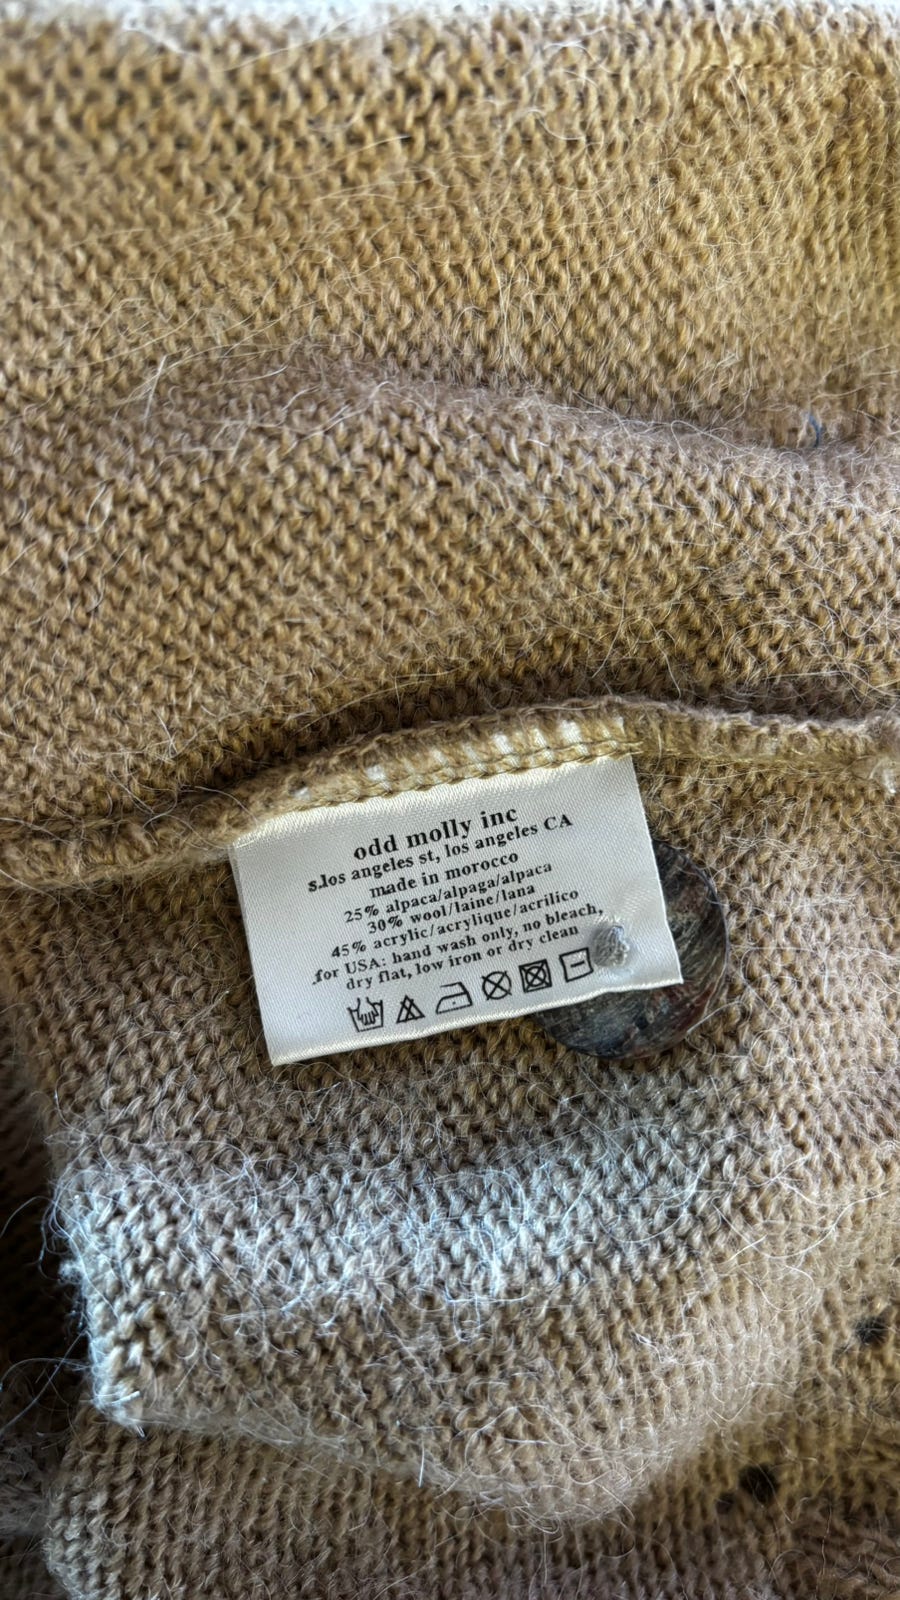 odd molly inc
s.los angeles st, los angeles CA
made in morocco
25% alpaca/alpaga/alpaca
30% wool/laine/lana
45% acrylic/acrylique/acrilico
for USA: hand wash only, no bleach,
dry flat, low iron or dry clean